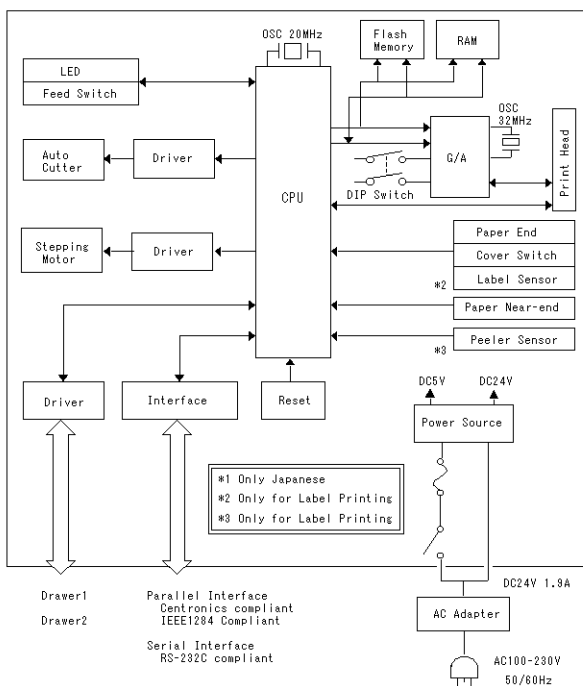 OSC 20MHz
Flash
Memory
RAM
LED
Feed Switch
OSC
32MHz
Auto
Cutter
Driver
G/A
Print Head
CPU
DIP Switch
Paper End
Cover Switch
*2 Label Sensor
Stepping
Motor
Driver
Paper Near-end
*3 Peeler Sensor
DC5V DC24V
Driver
Interface
Reset
Power Source
*1 Only Japanese
*2 Only for Label Printing
*3 Only for Label Printing
DC24V 1.9A
Drawer1
Drawer2
Parallel Interface
Centronics compliant
IEEE1284 Compliant
Serial Interface
RS-232C compliant
AC Adapter
AC100-230V
50/60Hz